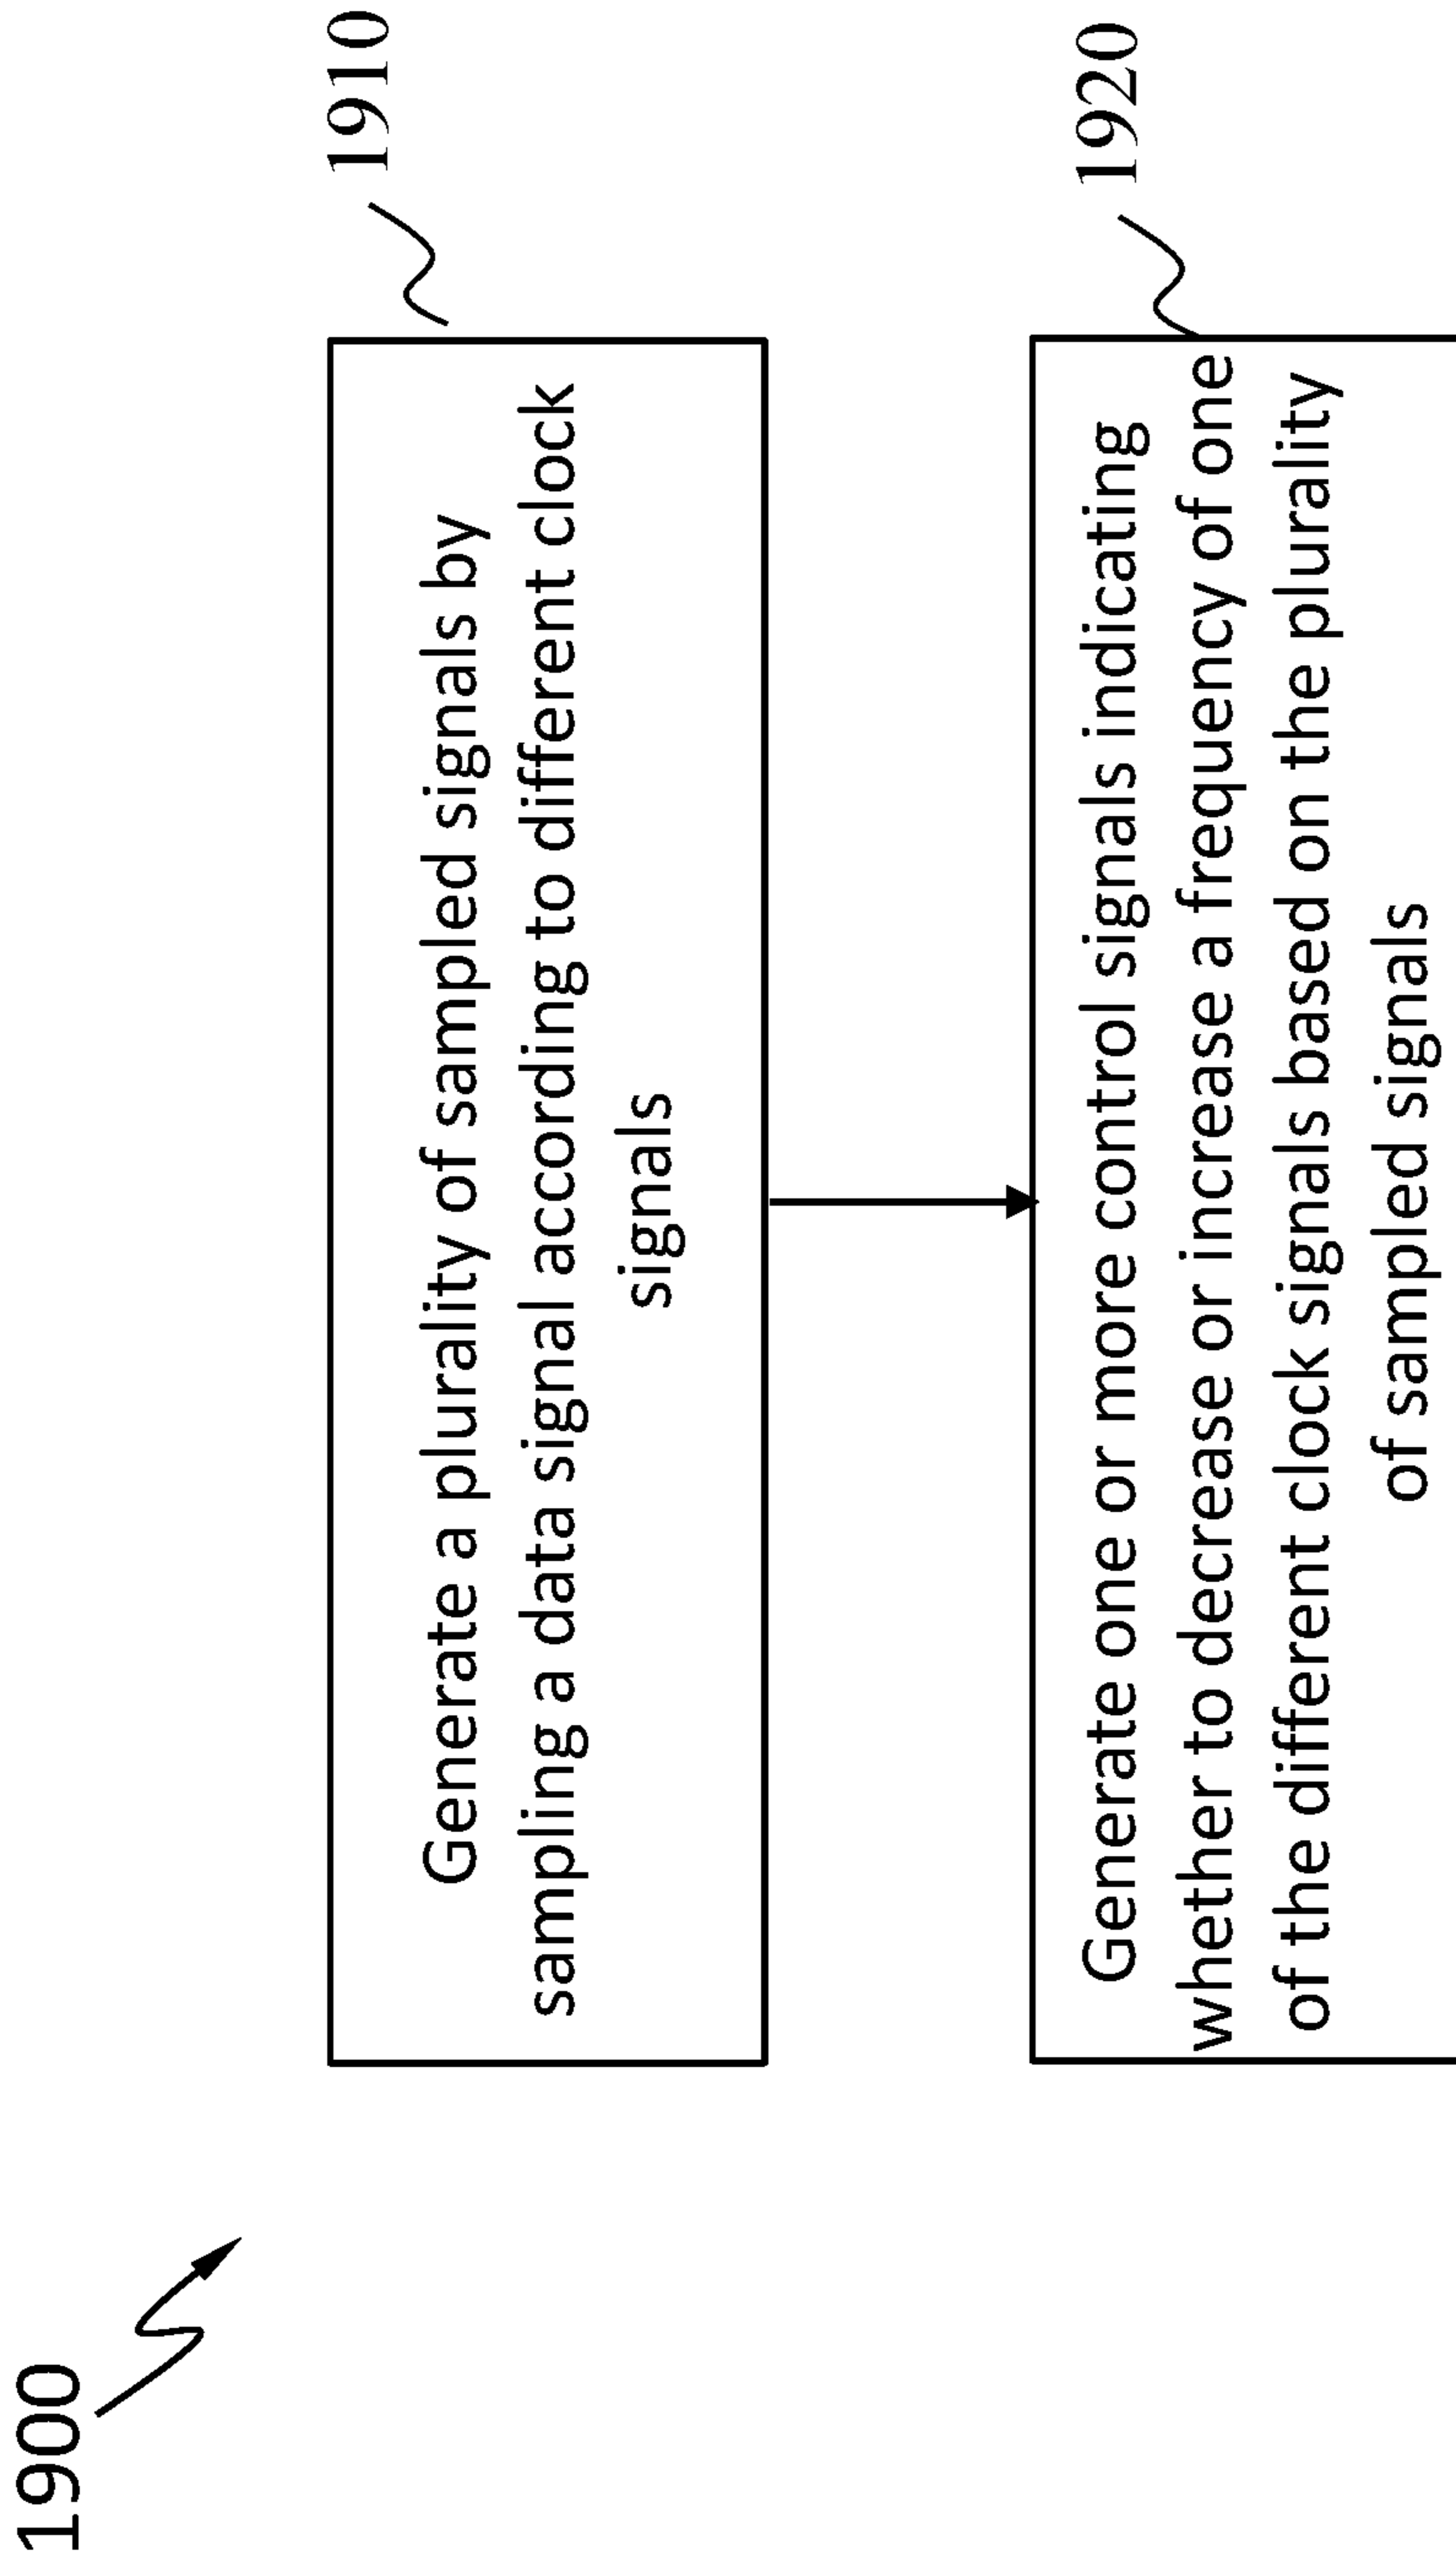 1900
1910
Generate a plurality of sampled signals by
sampling a data signal according to different clock
signals
1920
Generate one or more control signals indicating
whether to decrease or increase a frequency of one
of the different clock signals based on the plurality
of sampled signals